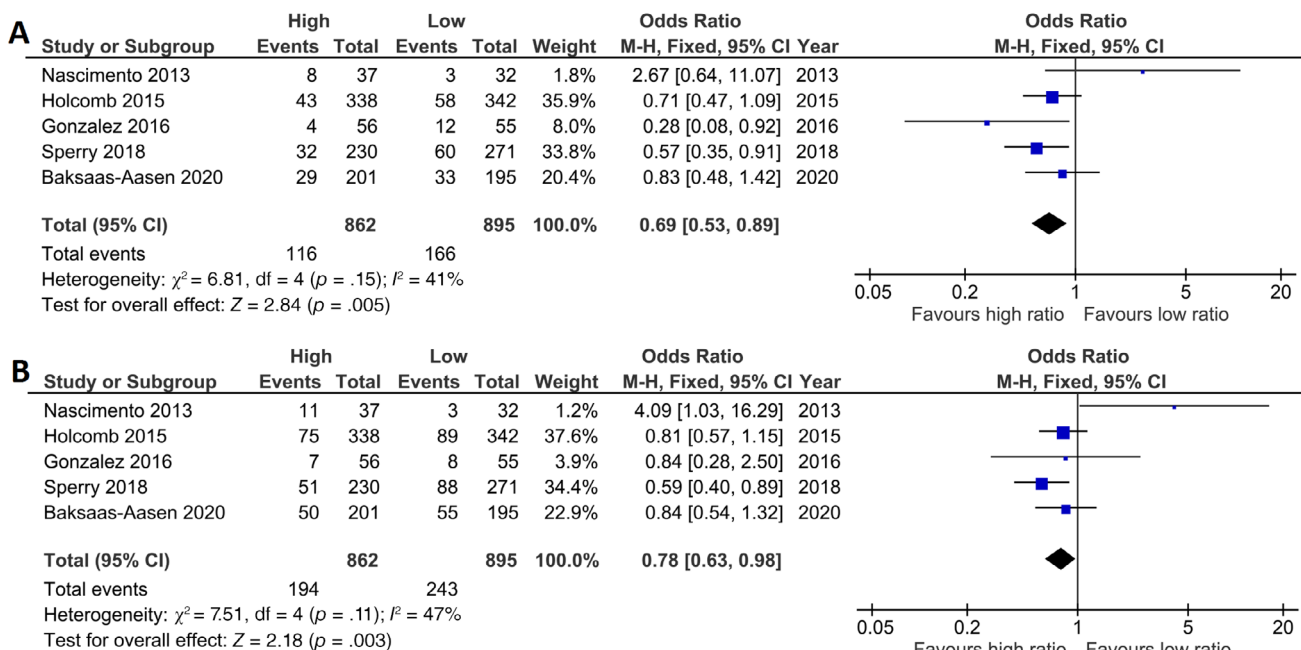 A
High Low Odds Ratio Odds Ratio
Study or Subgroup Events Total Events Total Weight M-H, Fixed, 95% CI Year M-H, Fixed, 95% CI
Nascimento 2013 8 37 3 32 1.8% 2.67 [0.64, 11.07] 2013
Holcomb 2015 43 338 58 342 35.9% 0.71 [0.47, 1.09] 2015
Gonzalez 2016 4 56 12 55 8.0% 0.28 [0.08, 0.92] 2016
Sperry 2018 32 230 60 271 33.8% 0.57 [0.35, 0.91] 2018
Baksaas-Aasen 2020 29 201 33 195 20.4% 0.83 [0.48, 1.42] 2020
Total (95% CI) 862 895 100.0% 0.69 [0.53, 0.89]
Total events 116 166
Heterogeneity: χ² = 6.81, df = 4 (p = .15); I² = 41%
Test for overall effect: Z = 2.84 (p = .005)
0.05 0.2 1 5 20
Favours high ratio Favours low ratio
B
High Low Odds Ratio Odds Ratio
Study or Subgroup Events Total Events Total Weight M-H, Fixed, 95% CI Year M-H, Fixed, 95% CI
Nascimento 2013 11 37 3 32 1.2% 4.09 [1.03, 16.29] 2013
Holcomb 2015 75 338 89 342 37.6% 0.81 [0.57, 1.15] 2015
Gonzalez 2016 7 56 8 55 3.9% 0.84 [0.28, 2.50] 2016
Sperry 2018 51 230 88 271 34.4% 0.59 [0.40, 0.89] 2018
Baksaas-Aasen 2020 50 201 55 195 22.9% 0.84 [0.54, 1.32] 2020
Total (95% CI) 862 895 100.0% 0.78 [0.63, 0.98]
Total events 194 243
Heterogeneity: χ² = 7.51, df = 4 (p = .11); I² = 47%
Test for overall effect: Z = 2.18 (p = .003)
0.05 0.2 1 5 20
Favours high ratio Favours low ratio